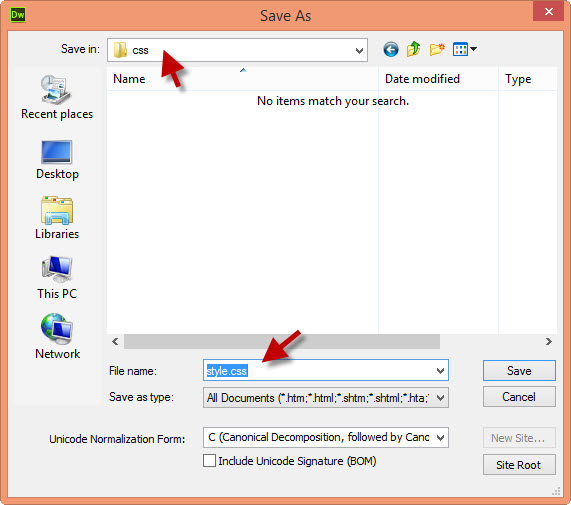 Dw
Save As
Save in:
css
Name
Date modified
Type
No items match your search.
Recent places
Desktop
Libraries
This PC
Network
File name:
style.css
Save
Save as type:
All Documents (*.htm;*.html;*.shtm;*.shtml;*.hta;
Cancel
Unicode Normalization Form:
C (Canonical Decomposition, followed by Cano
New Site...
Include Unicode Signature (BOM)
Site Root